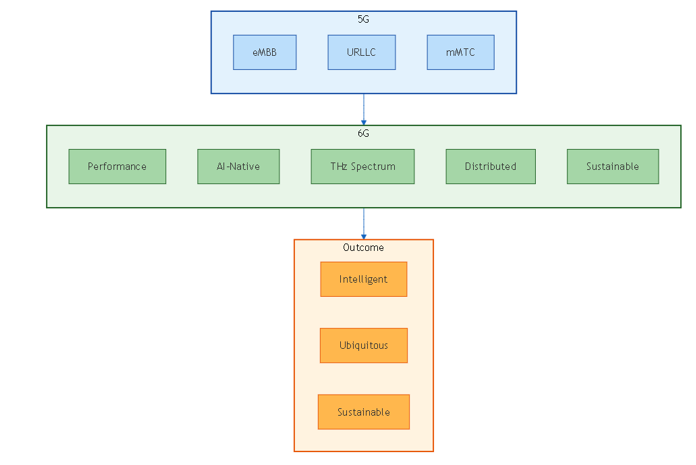 5G
eMBB
URLLC
mMTC
6G
Performance
AI-Native
THz Spectrum
Distributed
Sustainable
Outcome
Intelligent
Ubiquitous
Sustainable